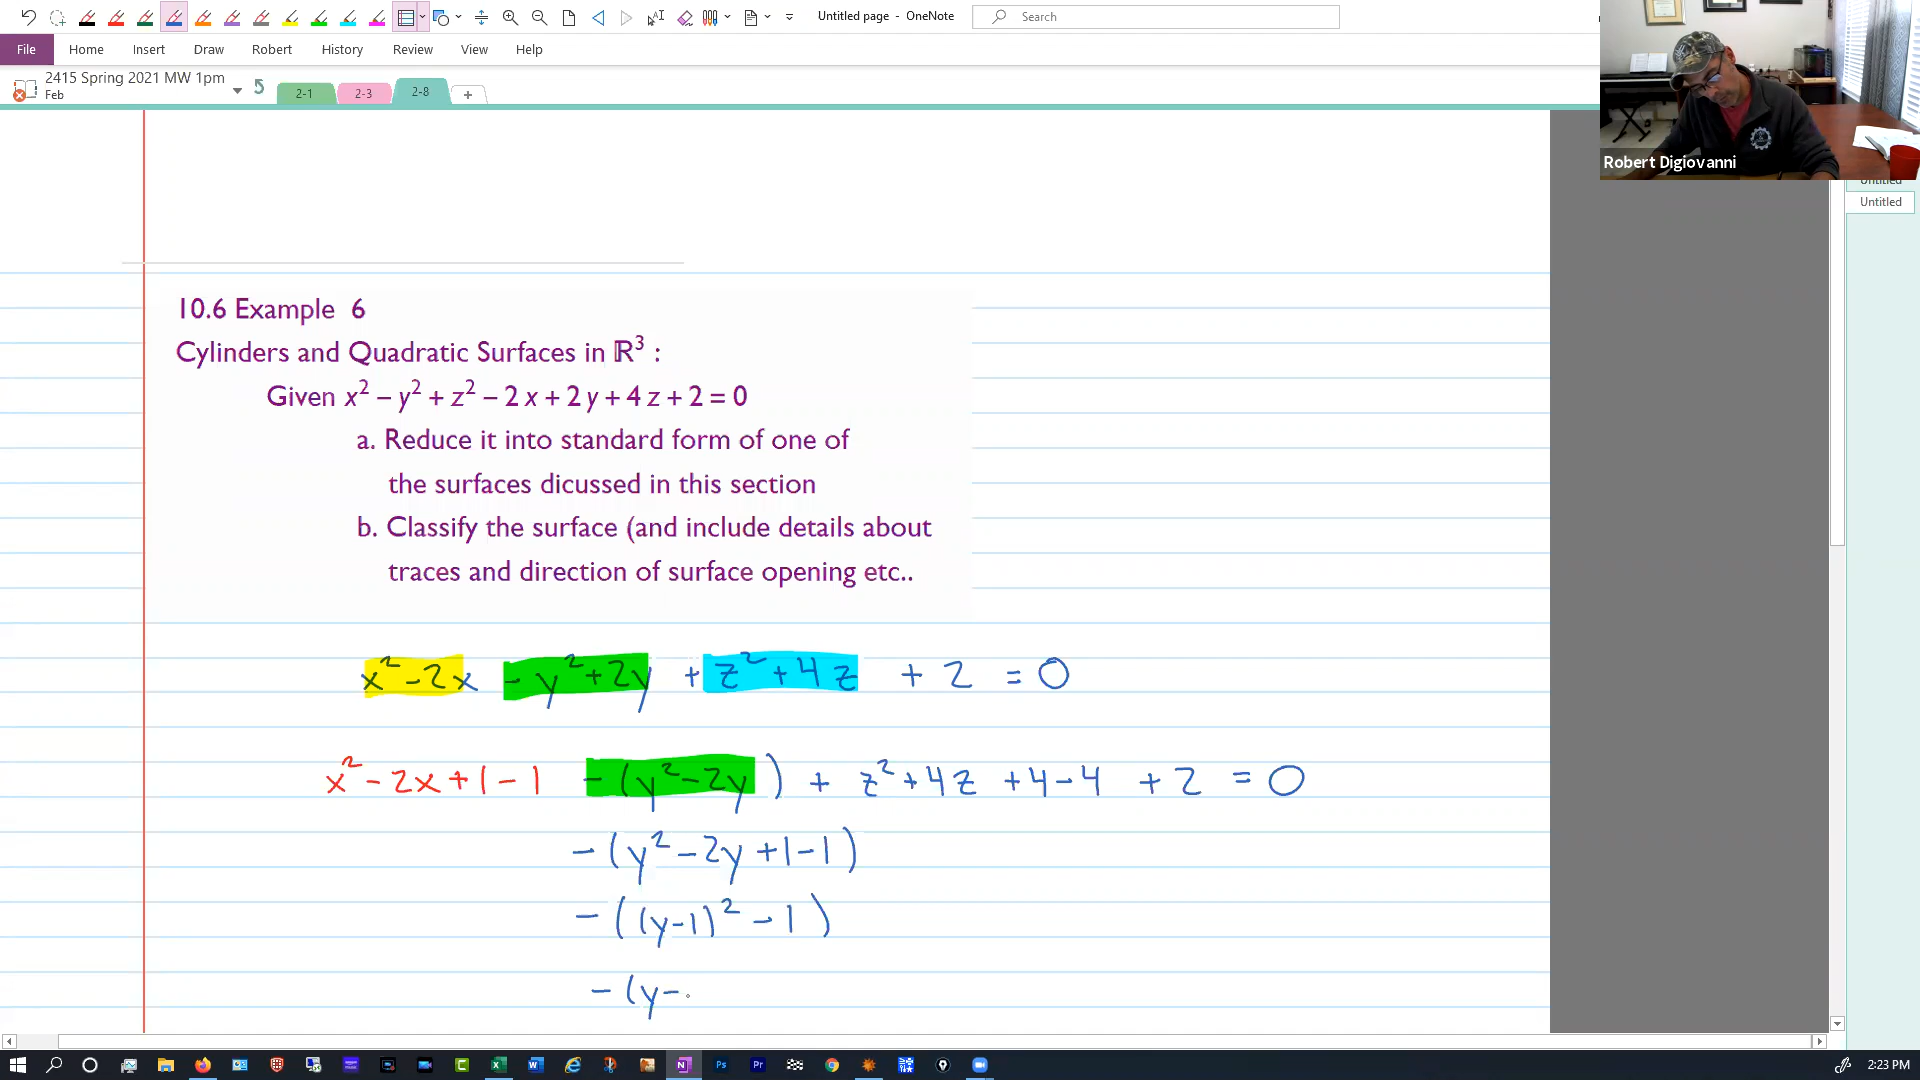 Untitled page - OneNote
Search
File Home Insert Draw Robert History Review View Help
2415 Spring 2021 MW 1pm
Feb
2-1 2-3 2-8 +
Robert Digiovanni
Untitled
Untitled
10.6 Example 6
Cylinders and Quadratic Surfaces in ℝ³ :
Given x² – y² + z² – 2 x + 2 y + 4 z + 2 = 0
a. Reduce it into standard form of one of
the surfaces dicussed in this section
b. Classify the surface (and include details about
traces and direction of surface opening etc..
x² - 2x - y² + 2y + z² + 4z + 2 = 0
x² - 2x + 1 - 1 - (y² - 2y ) + z² + 4z + 4 - 4 + 2 = 0
- (y² - 2y + 1 - 1)
- ((y-1)² - 1)
- (y-
2:23 PM